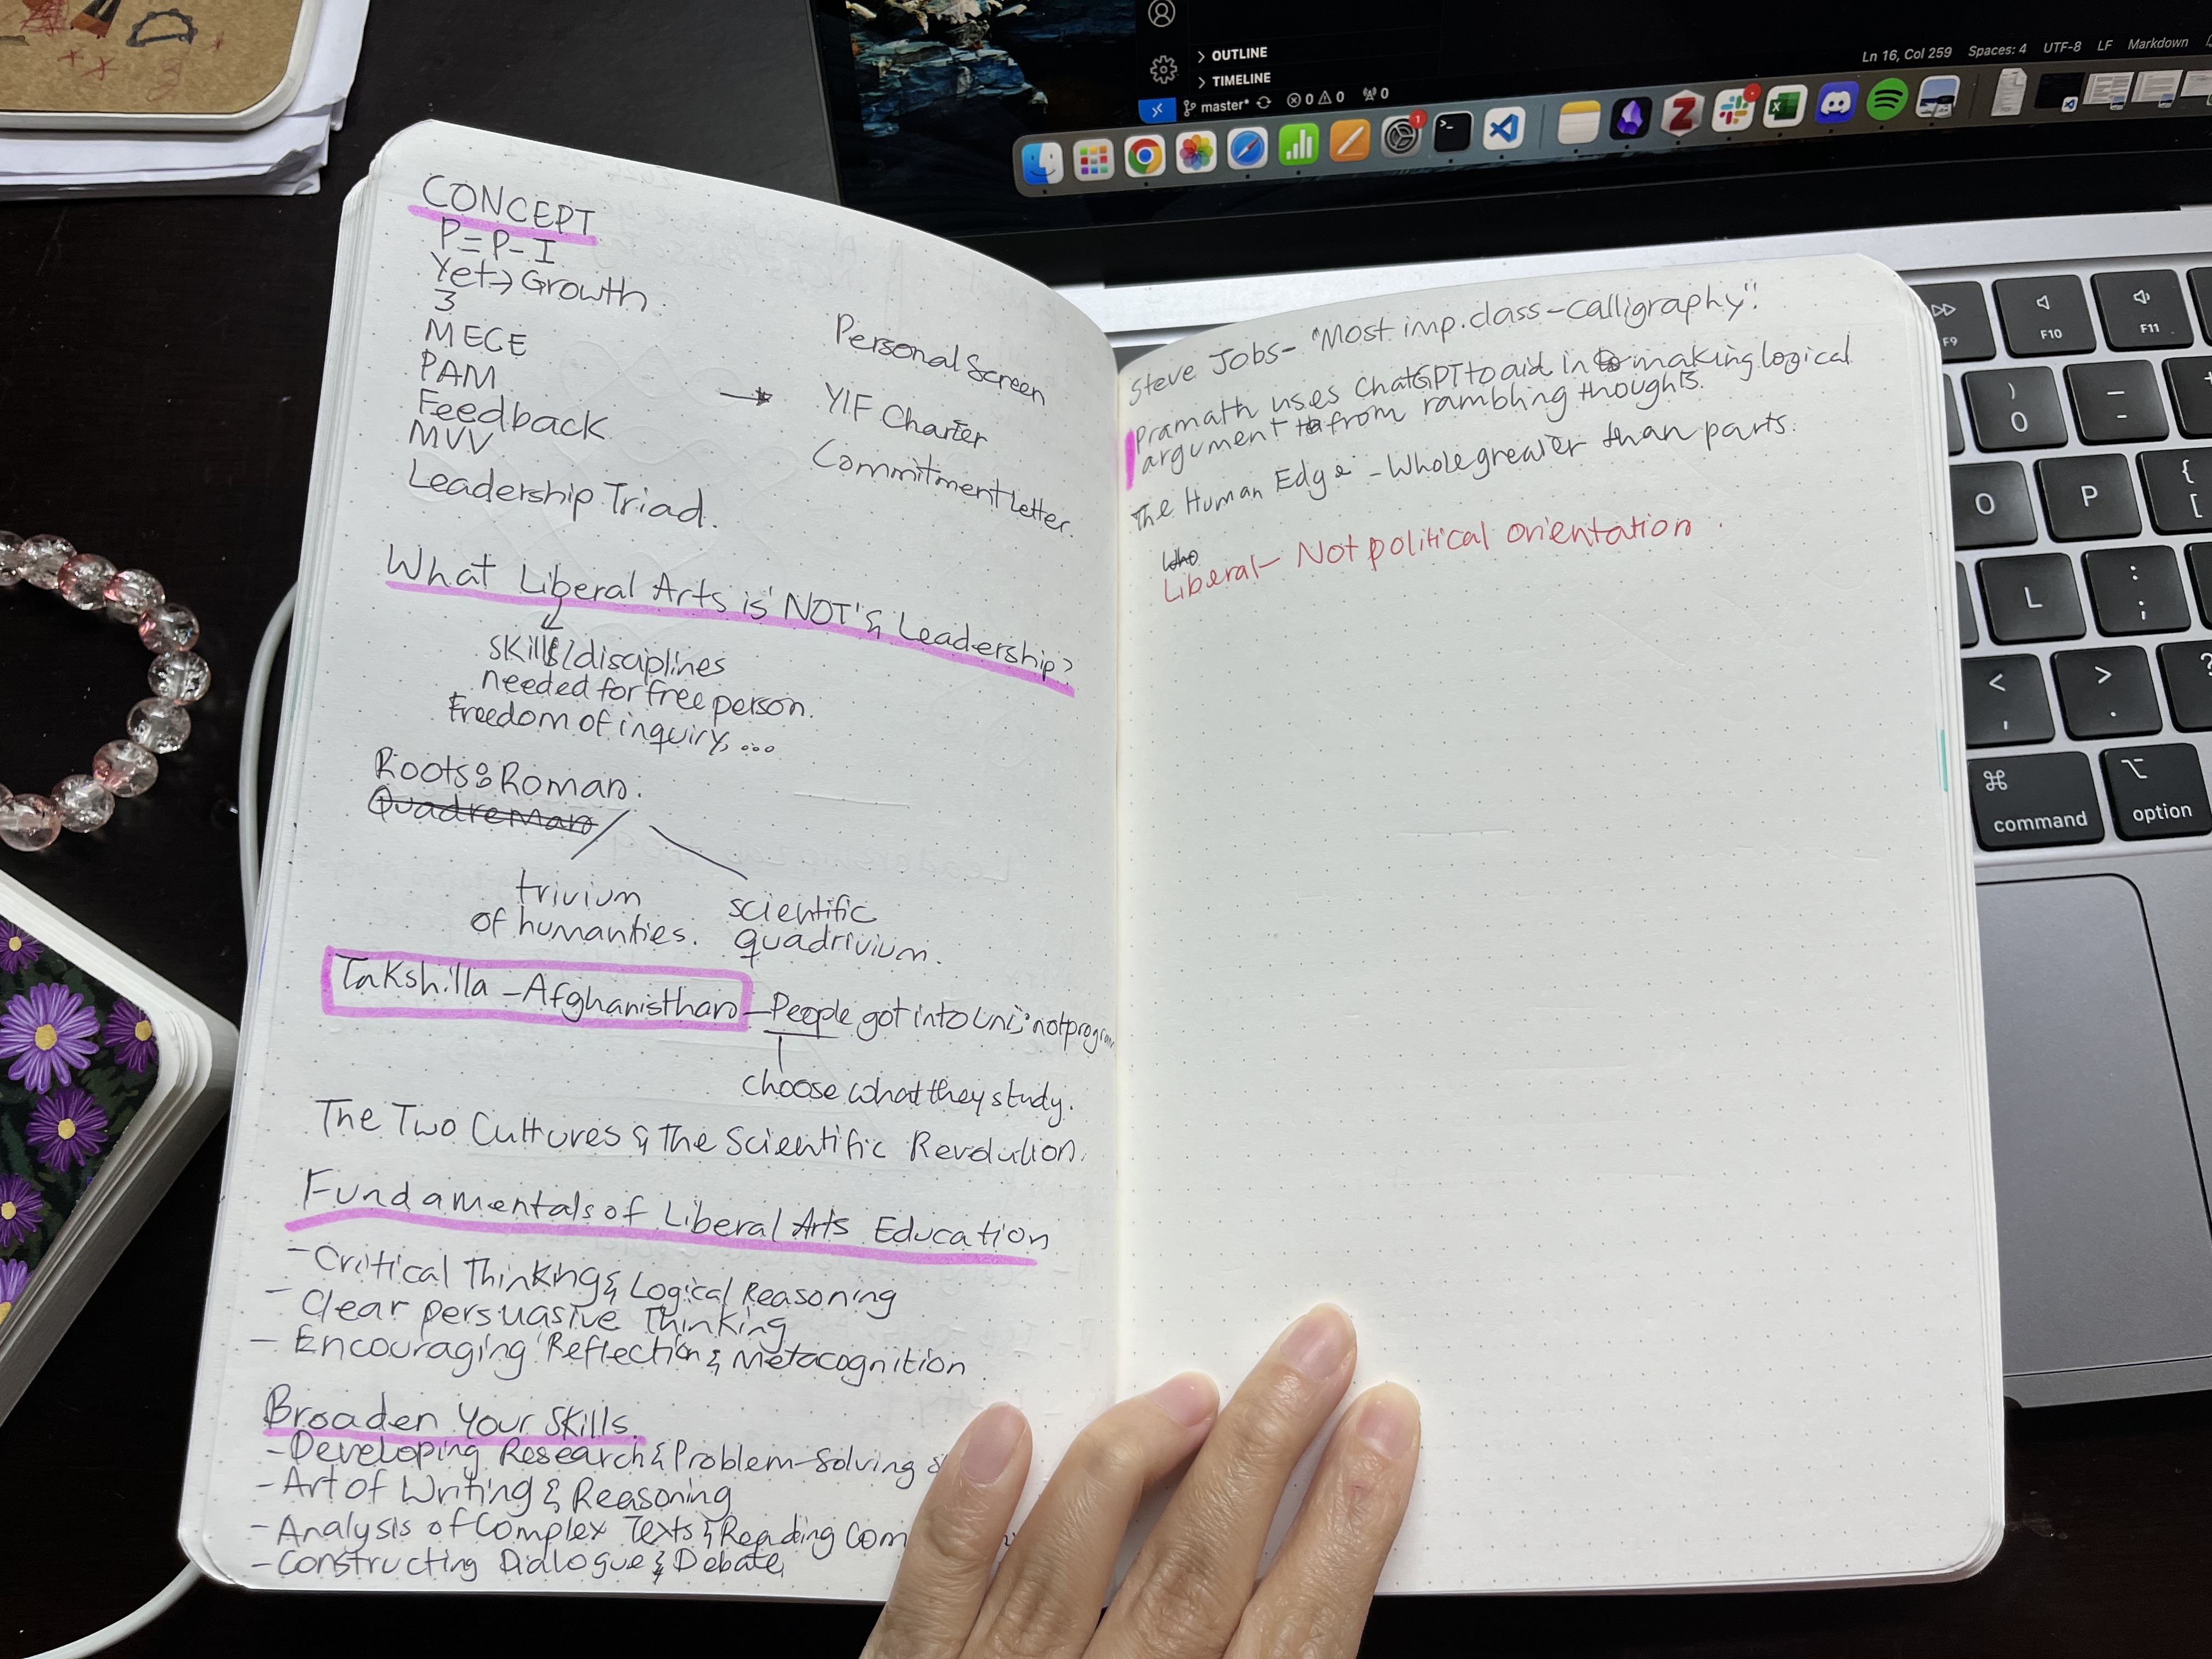 OUTLINE
TIMELINE
master* 0 0 0
Ln 16, Col 259 Spaces: 4 UTF-8 LF Markdown
CONCEPT
P=P-I
Yet→Growth.
3
MECE
PAM
Feedback
MVV
Leadership Triad.
→
Personal Screen
YIF Charter
Commitment Letter.
What Liberal Arts is 'NOT' & Leadership?
skills/disciplines
needed for free person.
Freedom of inquiry, ...
Roots: Roman.
Quadreman
trivium
of humanities.
scientific
quadrivium.
Takshilla - Afghanisthan - People got into Uni; not program
choose what they study.
The Two Cultures & The Scientific Revolution.
Fundamentals of Liberal Arts Education
- Critical Thinking & Logical Reasoning
- Clear persuasive Thinking
- Encouraging Reflection & Metacognition
Broaden Your Skills.
- Developing Research & Problem-Solving
- Art of Writing & Reasoning
- Analysis of Complex Texts & Reading Com
- Constructing Dialogue & Debate
Steve Jobs- "Most imp. class - calligraphy".
Pramath uses ChatGPT to aid in making logical
argument from rambling thoughts.
The Human Edge - Whole greater than parts.
Who
Liberal- Not political orientation.
F9
F10
F11
)
0
-
O
P
{
[
L
:
;
<
,
>
.
?
⌘
command
⌥
option